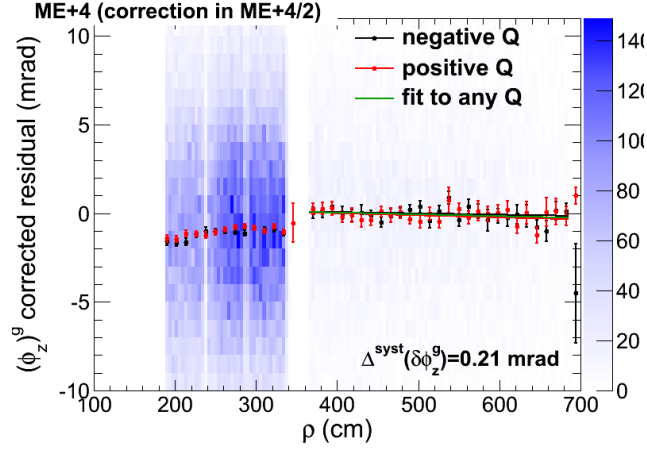 ME+4 (correction in ME+4/2)
10
5
0
-5
-10
(ϕz)^g corrected residual (mrad)
negative Q
positive Q
fit to any Q
Δ^syst(δϕ_z^g)=0.21 mrad
100 200 300 400 500 600 700
ρ (cm)
140
120
100
80
60
40
20
0